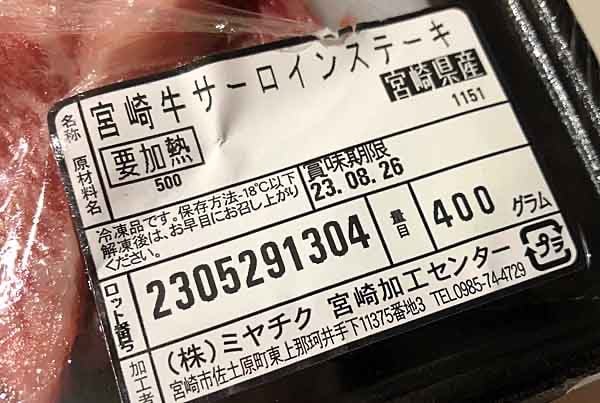 名称 宮崎牛サーロインステーキ
宮崎県産
原材料名 要加熱
500
1151
冷凍品です。保存方法-18℃以下
解凍後は、お早目にお召し上がり
ください。
賞味期限
23.08.26
ロット番号 2305291304
量目 400 グラム
プラ
加工者 (株)ミヤチク 宮崎加工センター
宮崎市佐土原町東上那珂井手下11375番地3 TEL0985-74-4729